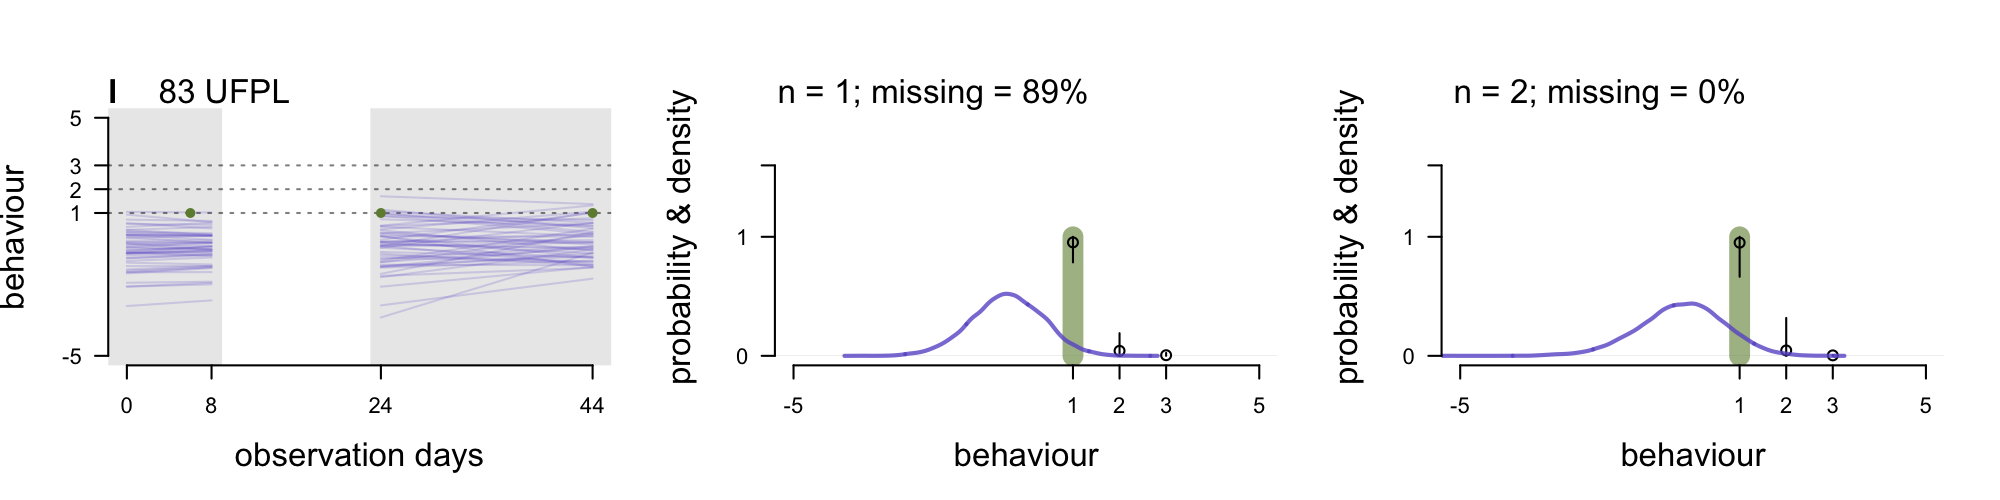 I 83 UFPL
behaviour
5
3
2
1
-5
0 8 24 44
observation days
n = 1; missing = 89%
probability & density
1
0
-5 1 2 3 5
behaviour
n = 2; missing = 0%
probability & density
1
0
-5 1 2 3 5
behaviour